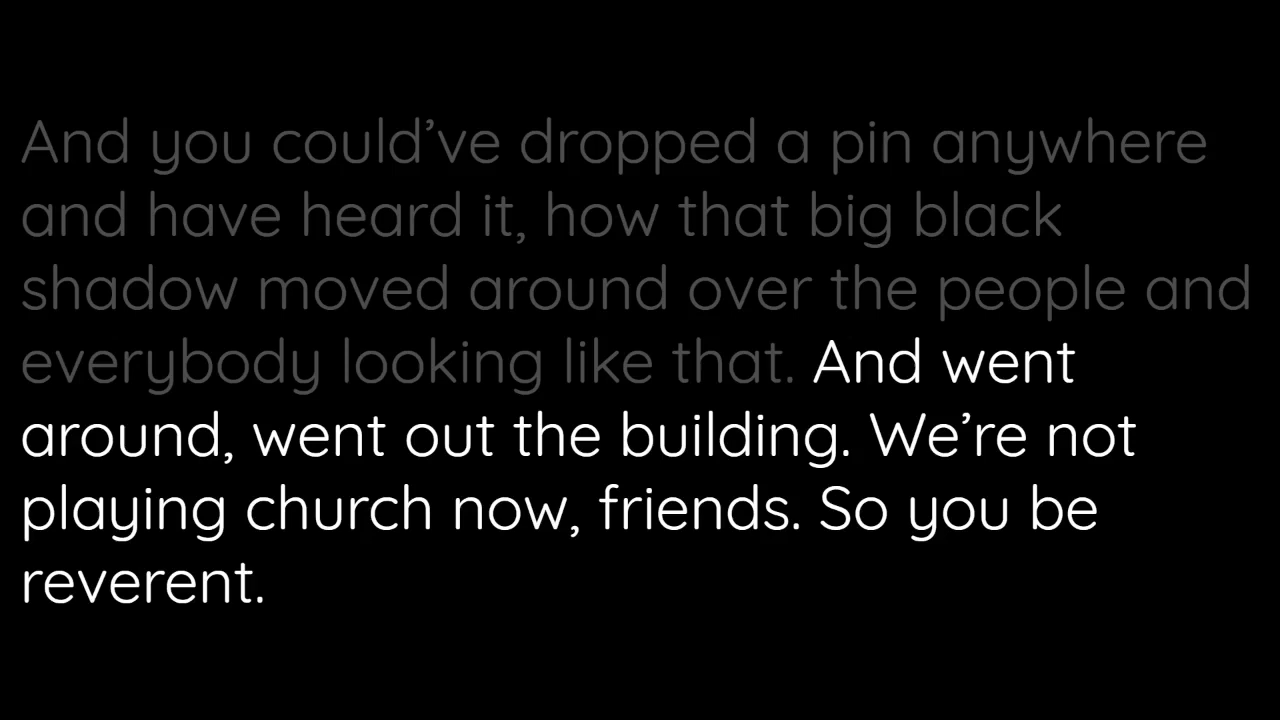 And you could’ve dropped a pin anywhere
and have heard it, how that big black
shadow moved around over the people and
everybody looking like that. And went
around, went out the building. We’re not
playing church now, friends. So you be
reverent.